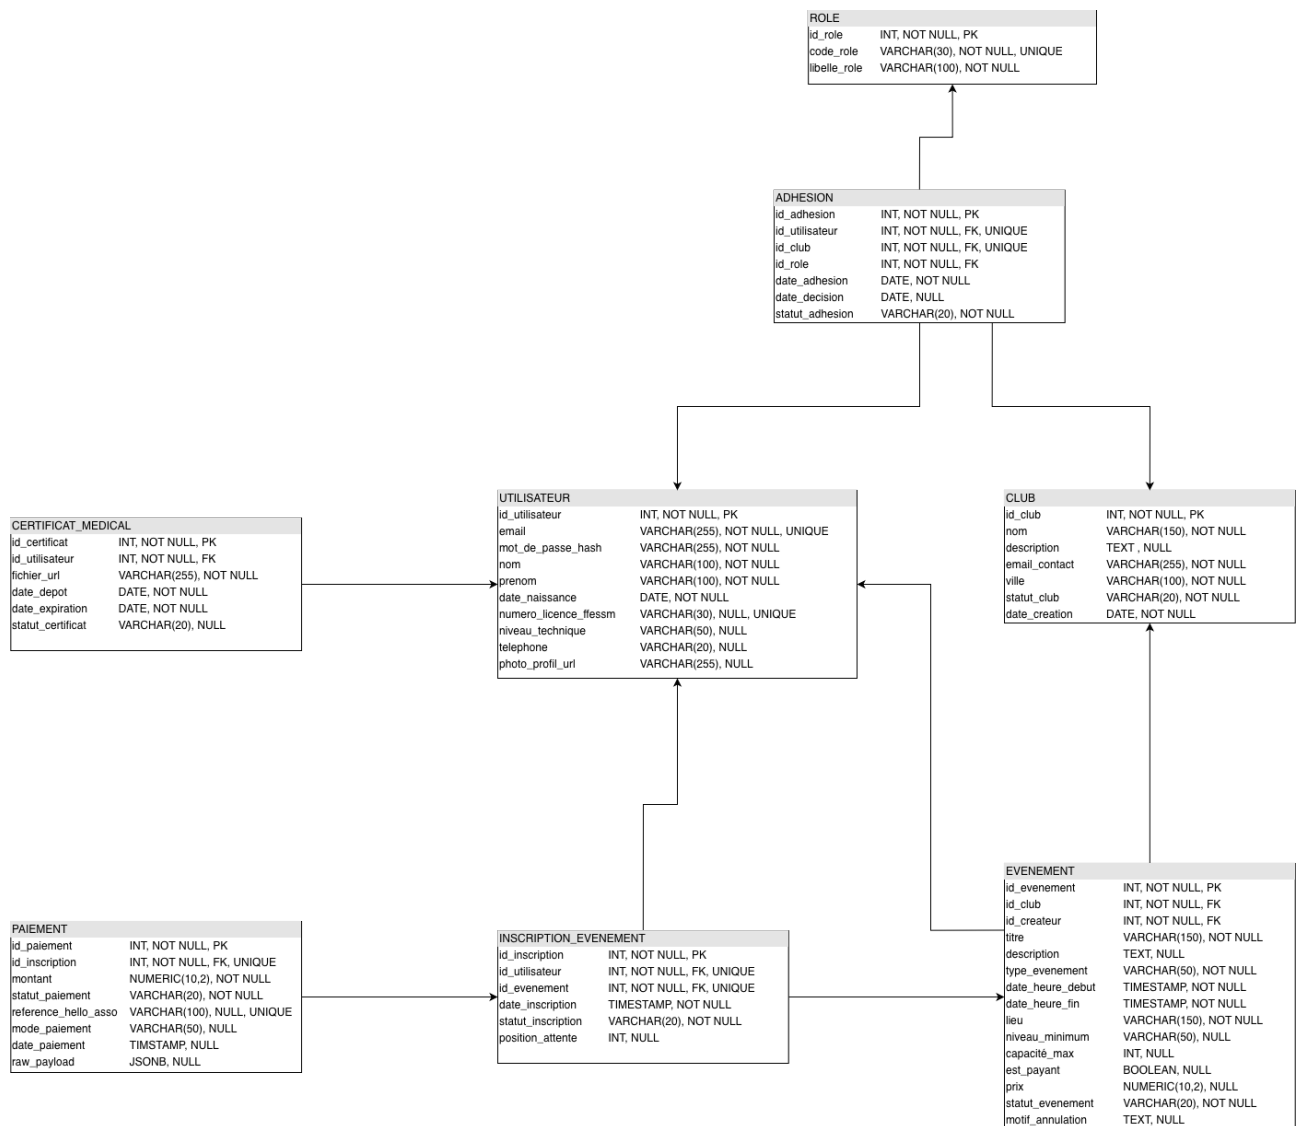 ROLE
id_role INT, NOT NULL, PK
code_role VARCHAR(30), NOT NULL, UNIQUE
libelle_role VARCHAR(100), NOT NULL
ADHESION
id_adhesion INT, NOT NULL, PK
id_utilisateur INT, NOT NULL, FK, UNIQUE
id_club INT, NOT NULL, FK, UNIQUE
id_role INT, NOT NULL, FK
date_adhesion DATE, NOT NULL
date_decision DATE, NULL
statut_adhesion VARCHAR(20), NOT NULL
CERTIFICAT_MEDICAL
id_certificat INT, NOT NULL, PK
id_utilisateur INT, NOT NULL, FK
fichier_url VARCHAR(255), NOT NULL
date_depot DATE, NOT NULL
date_expiration DATE, NOT NULL
statut_certificat VARCHAR(20), NULL
UTILISATEUR
id_utilisateur INT, NOT NULL, PK
email VARCHAR(255), NOT NULL, UNIQUE
mot_de_passe_hash VARCHAR(255), NOT NULL
nom VARCHAR(100), NOT NULL
prenom VARCHAR(100), NOT NULL
date_naissance DATE, NOT NULL
numero_licence_ffessm VARCHAR(30), NULL, UNIQUE
niveau_technique VARCHAR(50), NULL
telephone VARCHAR(20), NULL
photo_profil_url VARCHAR(255), NULL
CLUB
id_club INT, NOT NULL, PK
nom VARCHAR(150), NOT NULL
description TEXT , NULL
email_contact VARCHAR(255), NOT NULL
ville VARCHAR(100), NOT NULL
statut_club VARCHAR(20), NOT NULL
date_creation DATE, NOT NULL
PAIEMENT
id_paiement INT, NOT NULL, PK
id_inscription INT, NOT NULL, FK, UNIQUE
montant NUMERIC(10,2), NOT NULL
statut_paiement VARCHAR(20), NOT NULL
reference_hello_asso VARCHAR(100), NULL, UNIQUE
mode_paiement VARCHAR(50), NULL
date_paiement TIMSTAMP, NULL
raw_payload JSONB, NULL
INSCRIPTION_EVENEMENT
id_inscription INT, NOT NULL, PK
id_utilisateur INT, NOT NULL, FK, UNIQUE
id_evenement INT, NOT NULL, FK, UNIQUE
date_inscription TIMESTAMP, NOT NULL
statut_inscription VARCHAR(20), NOT NULL
position_attente INT, NULL
EVENEMENT
id_evenement INT, NOT NULL, PK
id_club INT, NOT NULL, FK
id_createur INT, NOT NULL, FK
titre VARCHAR(150), NOT NULL
description TEXT, NULL
type_evenement VARCHAR(50), NOT NULL
date_heure_debut TIMESTAMP, NOT NULL
date_heure_fin TIMESTAMP, NOT NULL
lieu VARCHAR(150), NOT NULL
niveau_minimum VARCHAR(50), NULL
capacité_max INT, NULL
est_payant BOOLEAN, NULL
prix NUMERIC(10,2), NULL
statut_evenement VARCHAR(20), NOT NULL
motif_annulation TEXT, NULL